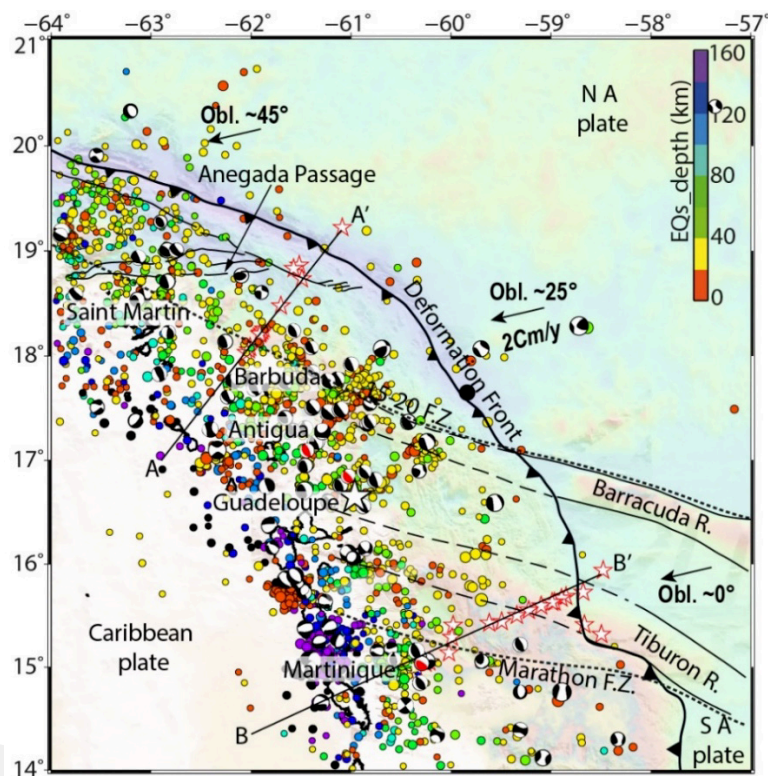 −64 −63 −62 −61 −60 −59 −58 −57
21°
20°
19°
18°
17°
16°
15°
14°
Obl. ~45°
N A
plate
160
120
80
40
0
EQs_depth (km)
Anegada Passage
A'
Deformation Front
Obl. ~25°
2Cm/y
Saint Martin
Barbuda
-20 F.Z.
Antigua
A
Guadeloupe
Barracuda R.
B'
Obl. ~0°
Caribbean
plate
Tiburon R.
Martinique
Marathon F.Z.
B
S A
plate